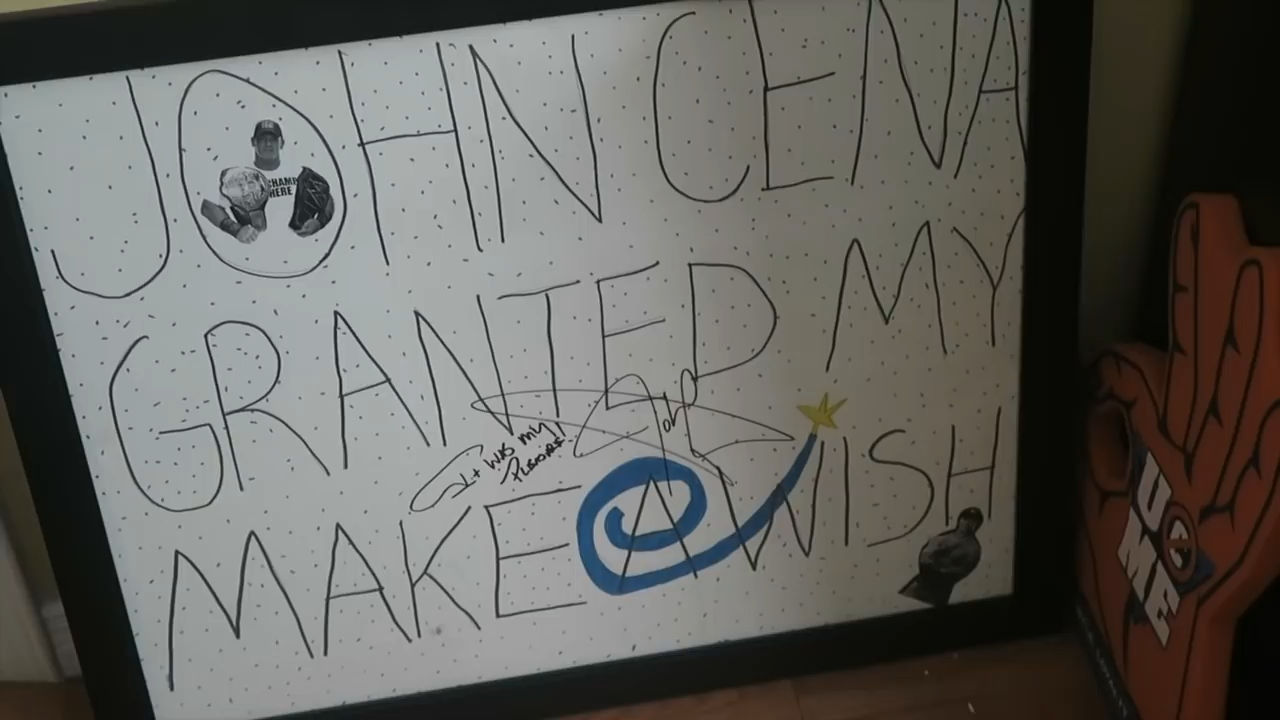 JOHN CENA
CHAMP
HERE
GRANTED MY
It was my
pleasure!
MAKE A WISH
U
C
ME